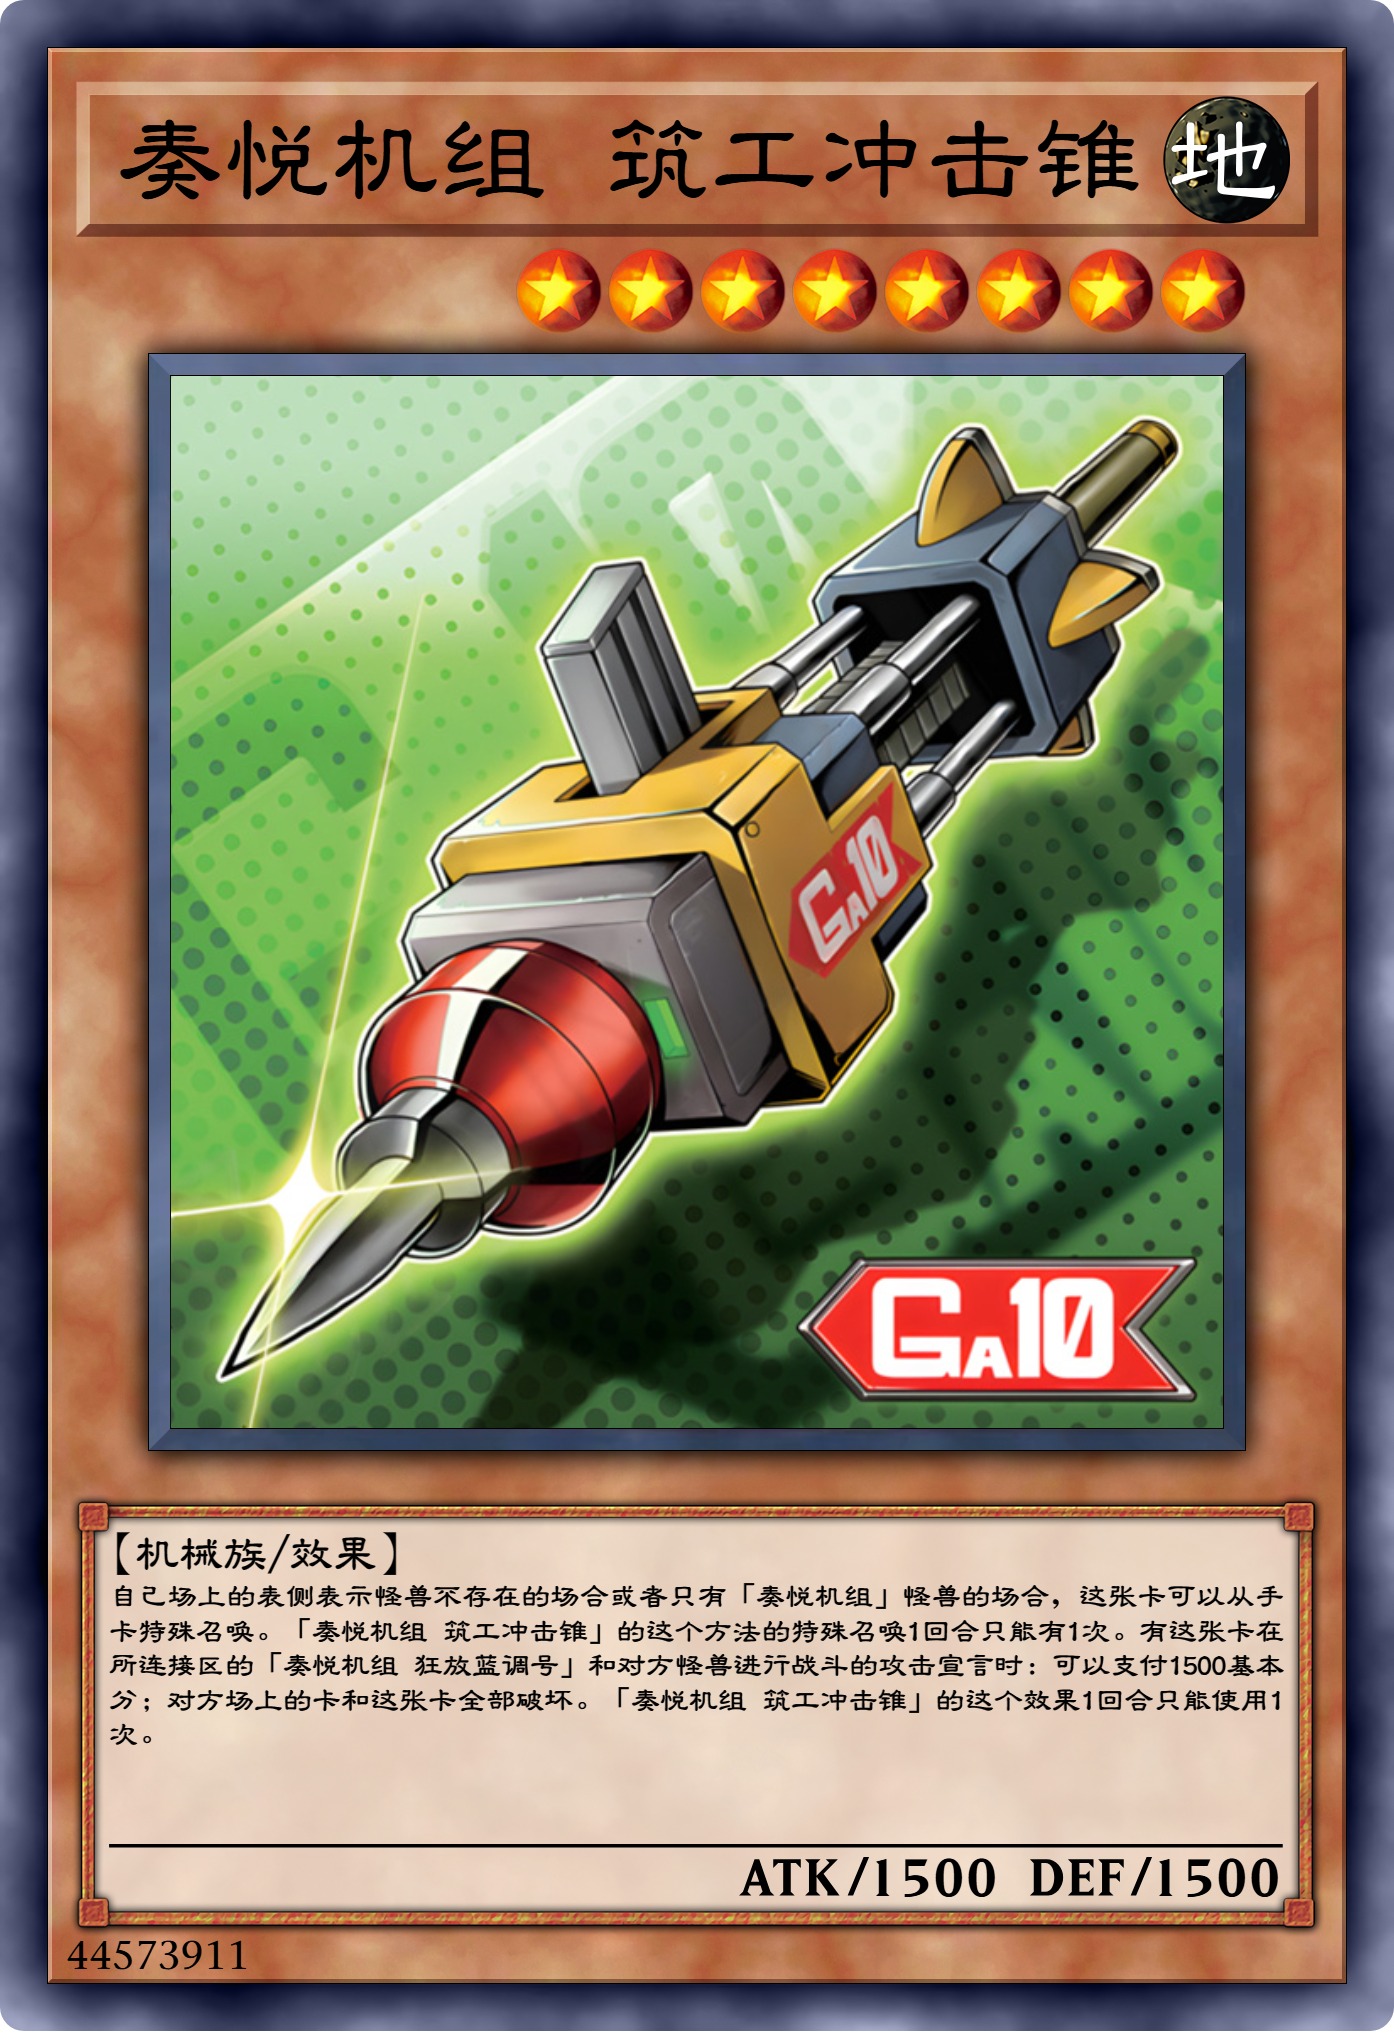 奏悦机组 筑工冲击锥 地
GA10
GA10
【机械族/效果】
自己场上的表侧表示怪兽不存在的场合或者只有「奏悦机组」怪兽的场合，这张卡可以从手
卡特殊召唤。「奏悦机组 筑工冲击锥」的这个方法的特殊召唤1回合只能有1次。有这张卡在
所连接区的「奏悦机组 狂放蓝调号」和对方怪兽进行战斗的攻击宣言时：可以支付1500基本
分；对方场上的卡和这张卡全部破坏。「奏悦机组 筑工冲击锥」的这个效果1回合只能使用1
次。
ATK/1500 DEF/1500
44573911